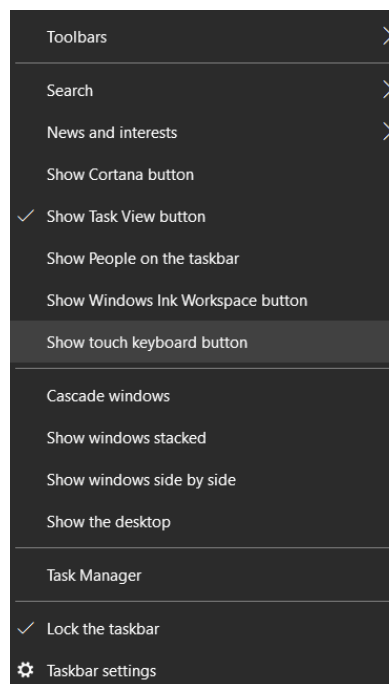 Toolbars
Search
News and interests
Show Cortana button
Show Task View button
Show People on the taskbar
Show Windows Ink Workspace button
Show touch keyboard button
Cascade windows
Show windows stacked
Show windows side by side
Show the desktop
Task Manager
Lock the taskbar
Taskbar settings